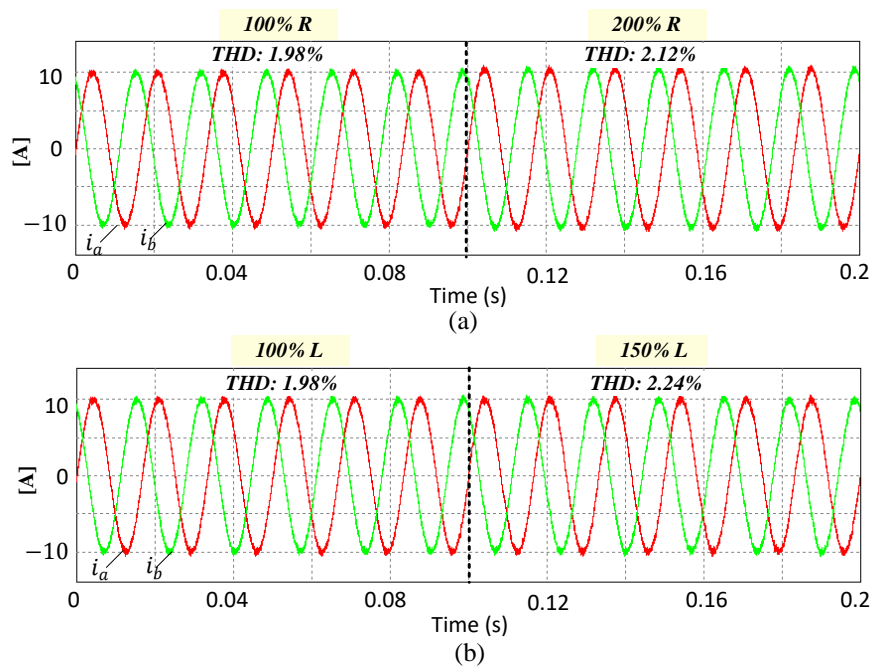 100% R 200% R
THD: 1.98% THD: 2.12%
10
[A]
0
−10
i_a i_b
0 0.04 0.08 0.12 0.16 0.2
Time (s)
(a)
100% L 150% L
THD: 1.98% THD: 2.24%
10
[A]
0
−10
i_a i_b
0 0.04 0.08 0.12 0.16 0.2
Time (s)
(b)